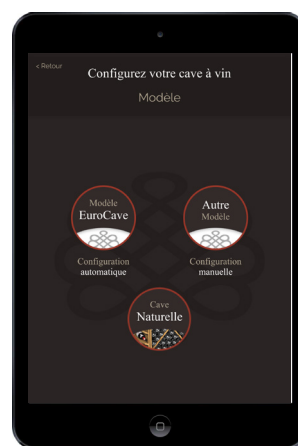 < Retour
Configurez votre cave à vin
Modèle
Modèle
EuroCave
Autre
Modèle
Configuration
automatique
Configuration
manuelle
Cave
Naturelle